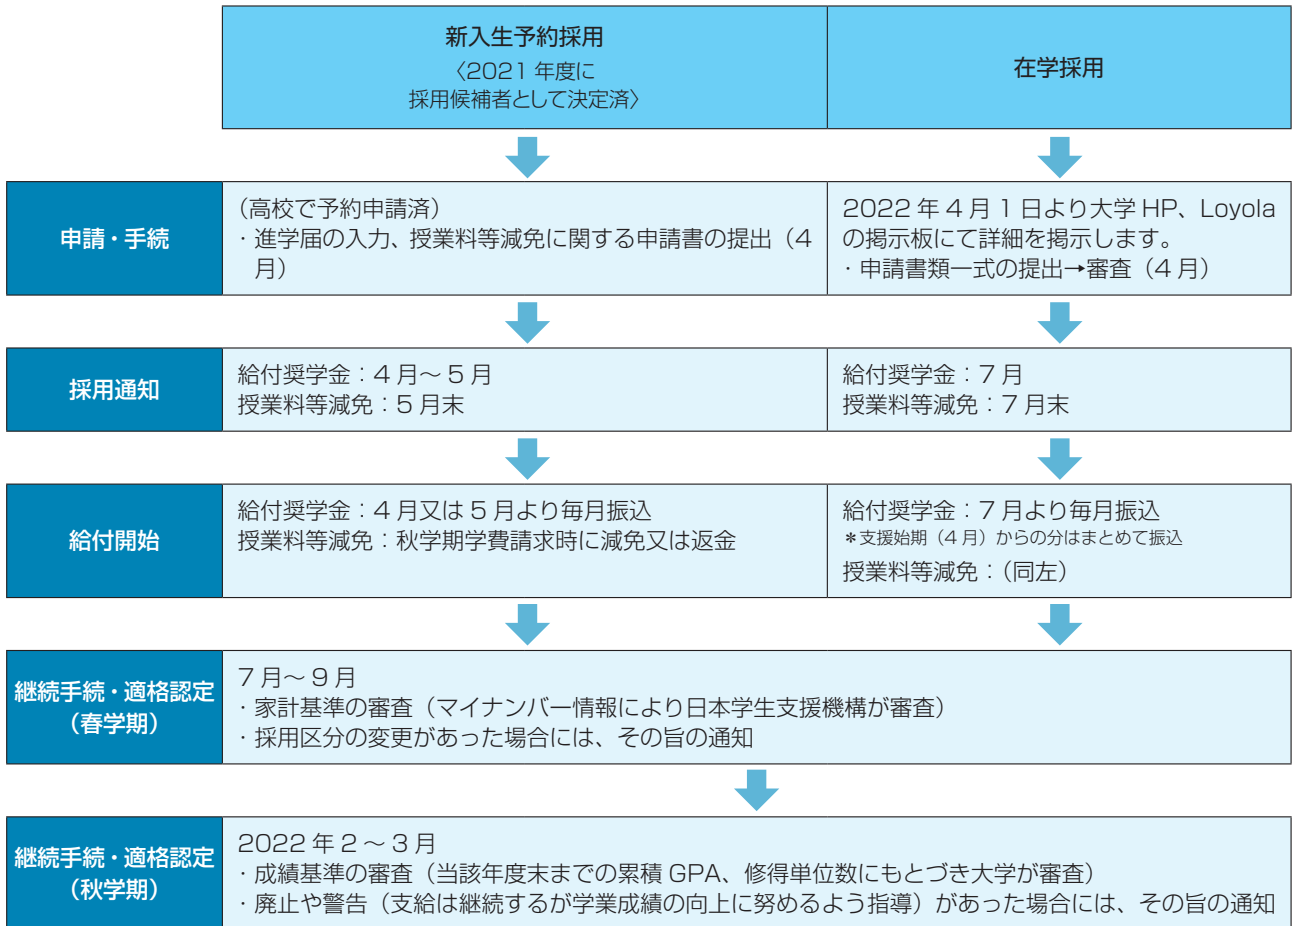 新入生予約採用
〈2021 年度に
採用候補者として決定済〉
在学採用
申請・手続
(高校で予約申請済)
・進学届の入力、授業料等減免に関する申請書の提出（4
月）
2022 年 4 月 1 日より大学 HP、Loyola
の掲示板にて詳細を掲示します。
・申請書類一式の提出→審査（4 月）
採用通知
給付奨学金：4 月～ 5 月
授業料等減免：5 月末
給付奨学金：7 月
授業料等減免：7 月末
給付開始
給付奨学金：4 月又は 5 月より毎月振込
授業料等減免：秋学期学費請求時に減免又は返金
給付奨学金：7 月より毎月振込
＊支援始期（4 月）からの分はまとめて振込
授業料等減免：（同左）
継続手続・適格認定
（春学期）
7 月～ 9 月
・家計基準の審査（マイナンバー情報により日本学生支援機構が審査）
・採用区分の変更があった場合には、その旨の通知
継続手続・適格認定
（秋学期）
2022 年 2 ～ 3 月
・成績基準の審査（当該年度末までの累積 GPA、修得単位数にもとづき大学が審査）
・廃止や警告（支給は継続するが学業成績の向上に努めるよう指導）があった場合には、その旨の通知